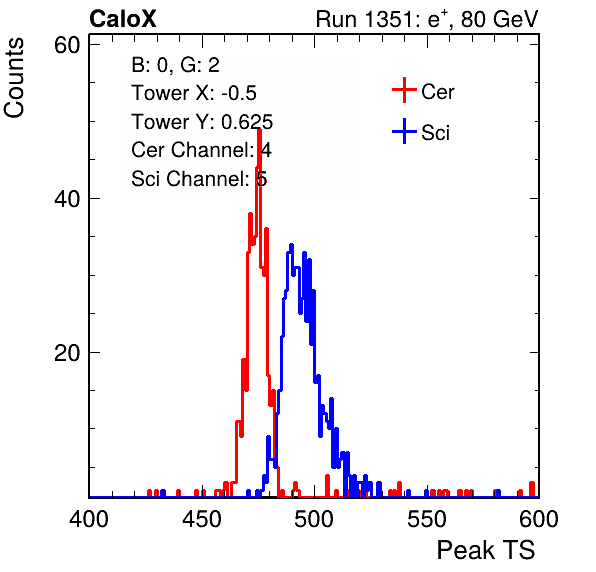 CaloX Run 1351: e⁺, 80 GeV
Counts
60
40
20
B: 0, G: 2
Tower X: -0.5
Tower Y: 0.625
Cer Channel: 4
Sci Channel: 5
Cer
Sci
400 450 500 550 600
Peak TS